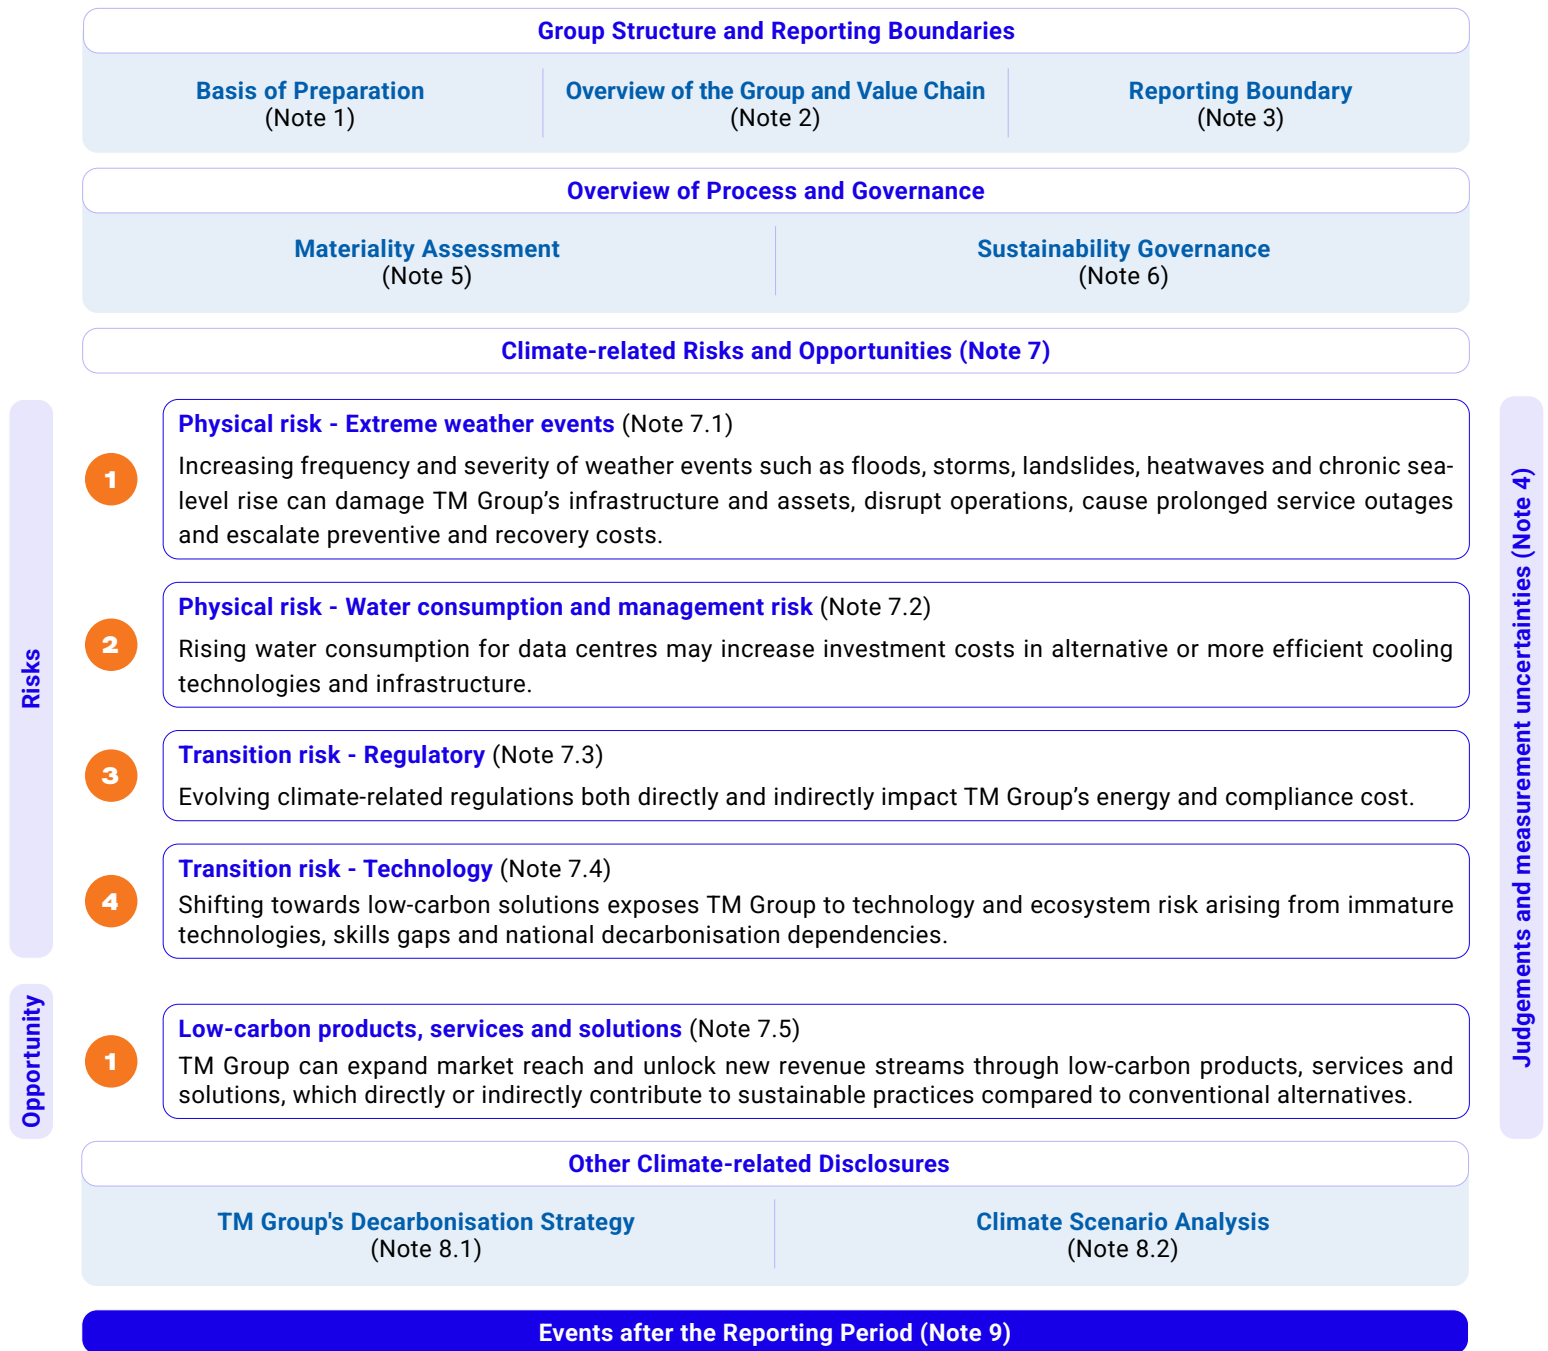 Group Structure and Reporting Boundaries
Basis of Preparation
(Note 1)
Overview of the Group and Value Chain
(Note 2)
Reporting Boundary
(Note 3)
Overview of Process and Governance
Materiality Assessment
(Note 5)
Sustainability Governance
(Note 6)
Climate-related Risks and Opportunities (Note 7)
Risks
1
Physical risk - Extreme weather events (Note 7.1)
Increasing frequency and severity of weather events such as floods, storms, landslides, heatwaves and chronic sea-
level rise can damage TM Group’s infrastructure and assets, disrupt operations, cause prolonged service outages
and escalate preventive and recovery costs.
2
Physical risk - Water consumption and management risk (Note 7.2)
Rising water consumption for data centres may increase investment costs in alternative or more efficient cooling
technologies and infrastructure.
3
Transition risk - Regulatory (Note 7.3)
Evolving climate-related regulations both directly and indirectly impact TM Group’s energy and compliance cost.
4
Transition risk - Technology (Note 7.4)
Shifting towards low-carbon solutions exposes TM Group to technology and ecosystem risk arising from immature
technologies, skills gaps and national decarbonisation dependencies.
Opportunity
1
Low-carbon products, services and solutions (Note 7.5)
TM Group can expand market reach and unlock new revenue streams through low-carbon products, services and
solutions, which directly or indirectly contribute to sustainable practices compared to conventional alternatives.
Judgements and measurement uncertainties (Note 4)
Other Climate-related Disclosures
TM Group's Decarbonisation Strategy
(Note 8.1)
Climate Scenario Analysis
(Note 8.2)
Events after the Reporting Period (Note 9)